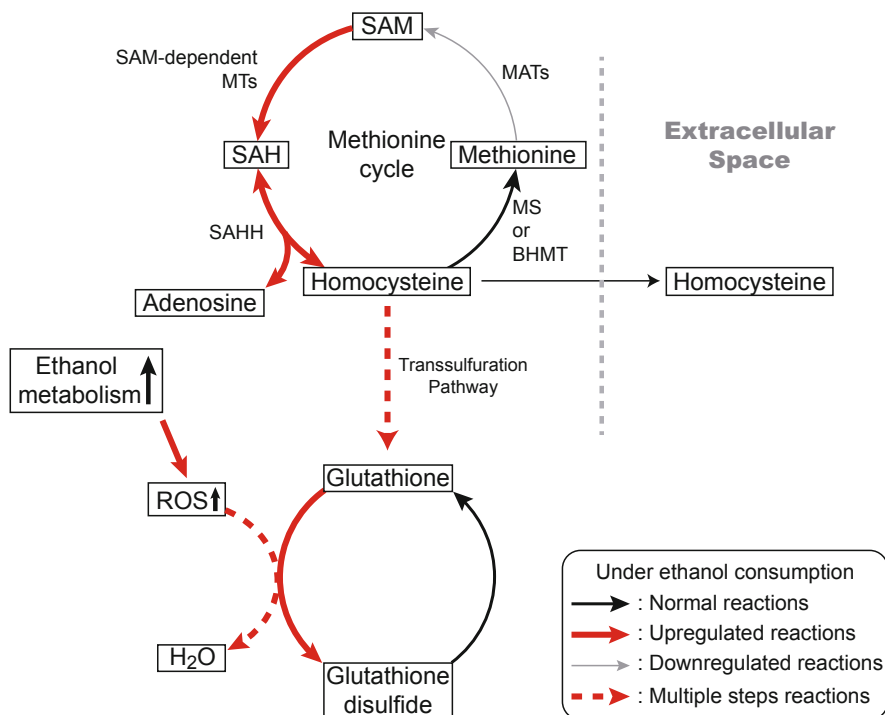 SAM
SAM-dependent
MTs
MATs
SAH
Methionine
cycle
Methionine
Extracellular
Space
SAHH
MS
or
BHMT
Adenosine
Homocysteine
Homocysteine
Ethanol
metabolism
Transsulfuration
Pathway
ROS
Glutathione
H₂O
Glutathione
disulfide
Under ethanol consumption
: Normal reactions
: Upregulated reactions
: Downregulated reactions
: Multiple steps reactions